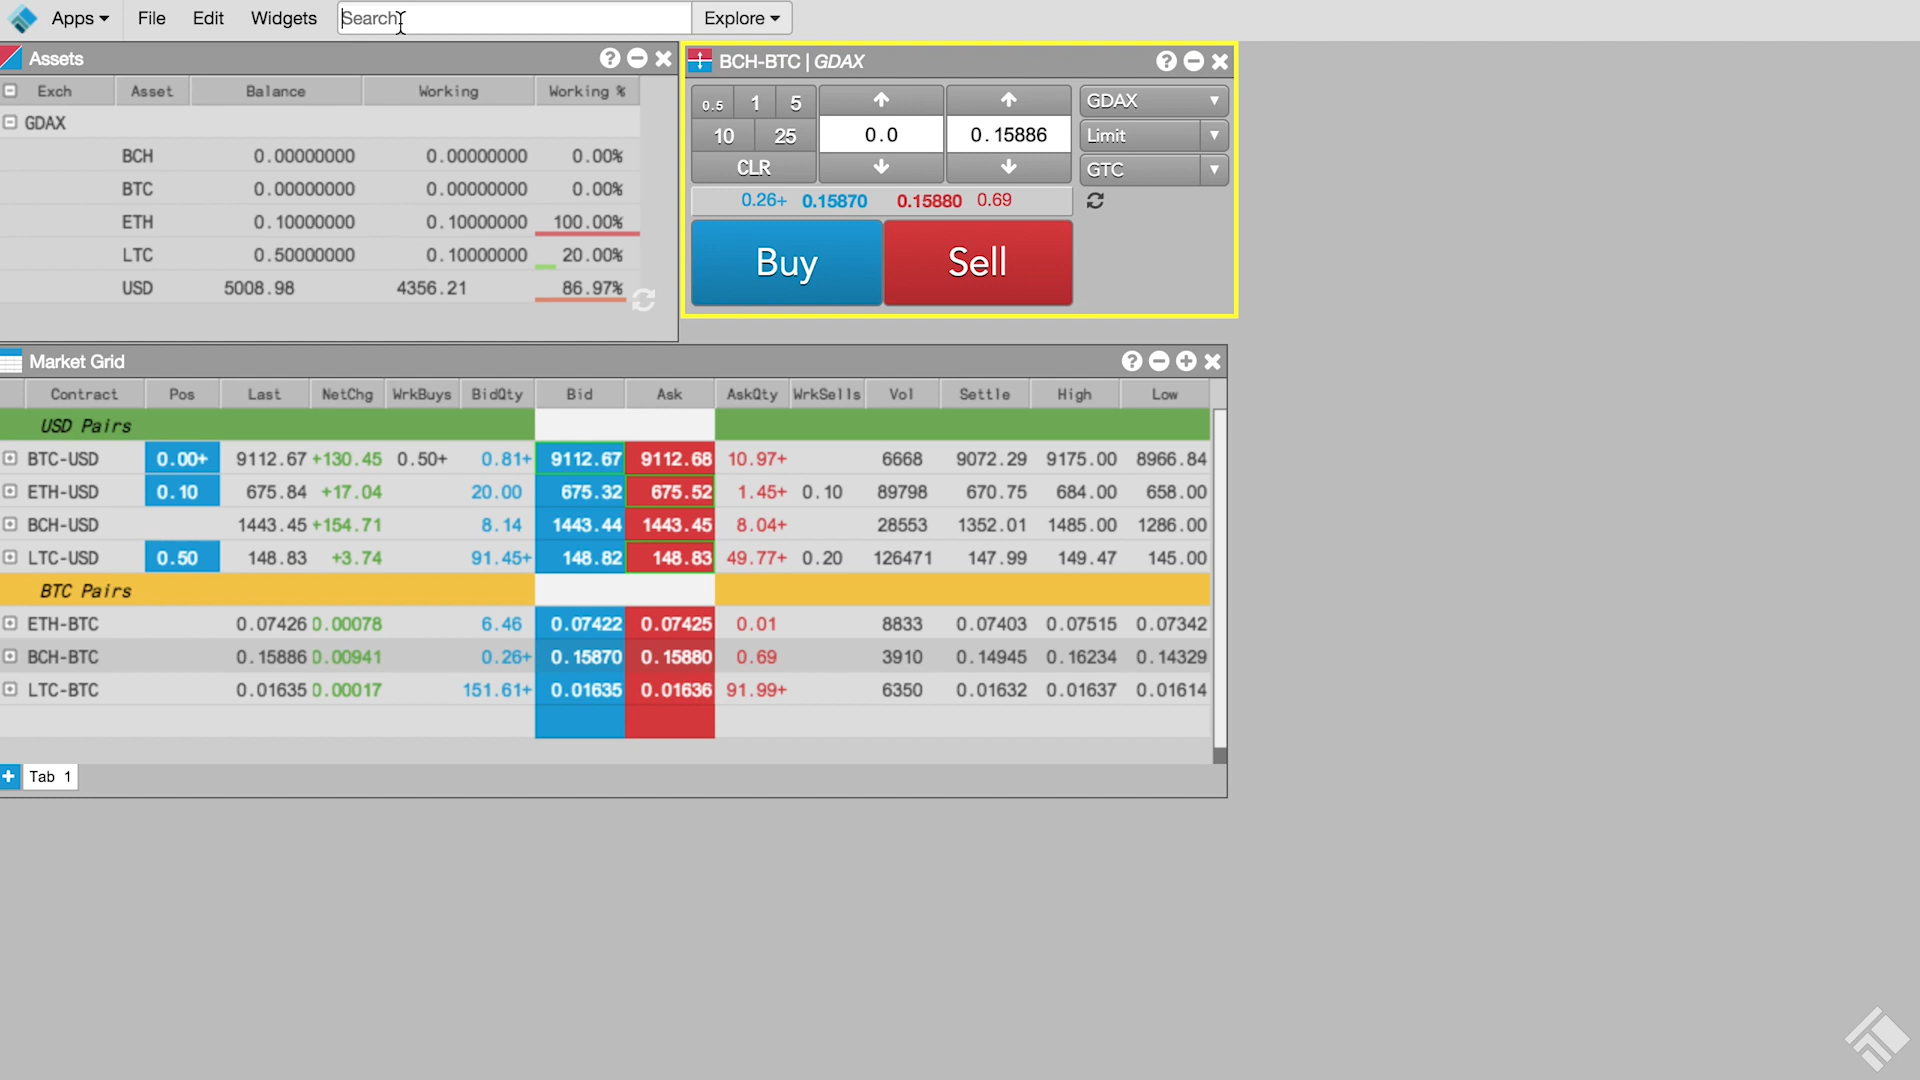 Apps File Edit Widgets Search Explore
Assets
Exch Asset Balance Working Working %
GDAX
BCH 0.00000000 0.00000000 0.00%
BTC 0.00000000 0.00000000 0.00%
ETH 0.10000000 0.10000000 100.00%
LTC 0.50000000 0.10000000 20.00%
USD 5008.98 4356.21 86.97%
BCH-BTC | GDAX
0.5 1 5
10 25
CLR
0.0 0.15886
GDAX
Limit
GTC
0.26+ 0.15870 0.15880 0.69
Buy Sell
Market Grid
Contract Pos Last NetChg WrkBuys BidQty Bid Ask AskQty WrkSells Vol Settle High Low
USD Pairs
BTC-USD 0.00+ 9112.67 +130.45 0.50+ 0.81+ 9112.67 9112.68 10.97+ 6668 9072.29 9175.00 8966.84
ETH-USD 0.10 675.84 +17.04 20.00 675.32 675.52 1.45+ 0.10 89798 670.75 684.00 658.00
BCH-USD 1443.45 +154.71 8.14 1443.44 1443.45 8.04+ 28553 1352.01 1485.00 1286.00
LTC-USD 0.50 148.83 +3.74 91.45+ 148.82 148.83 49.77+ 0.20 126471 147.99 149.47 145.00
BTC Pairs
ETH-BTC 0.07426 0.00078 6.46 0.07422 0.07425 0.01 8833 0.07403 0.07515 0.07342
BCH-BTC 0.15886 0.00941 0.26+ 0.15870 0.15880 0.69 3910 0.14945 0.16234 0.14329
LTC-BTC 0.01635 0.00017 151.61+ 0.01635 0.01636 91.99+ 6350 0.01632 0.01637 0.01614
Tab 1